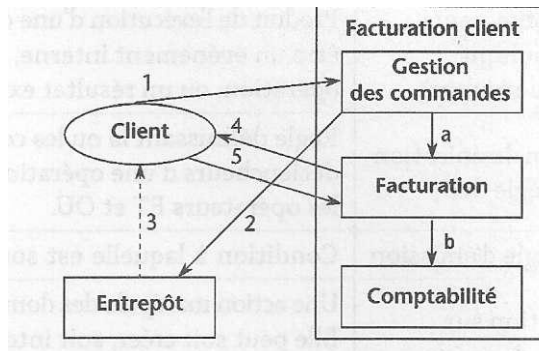 Facturation client
Gestion
des commandes
1
Client
4
5
a
Facturation
3
2
b
Entrepôt
Comptabilité